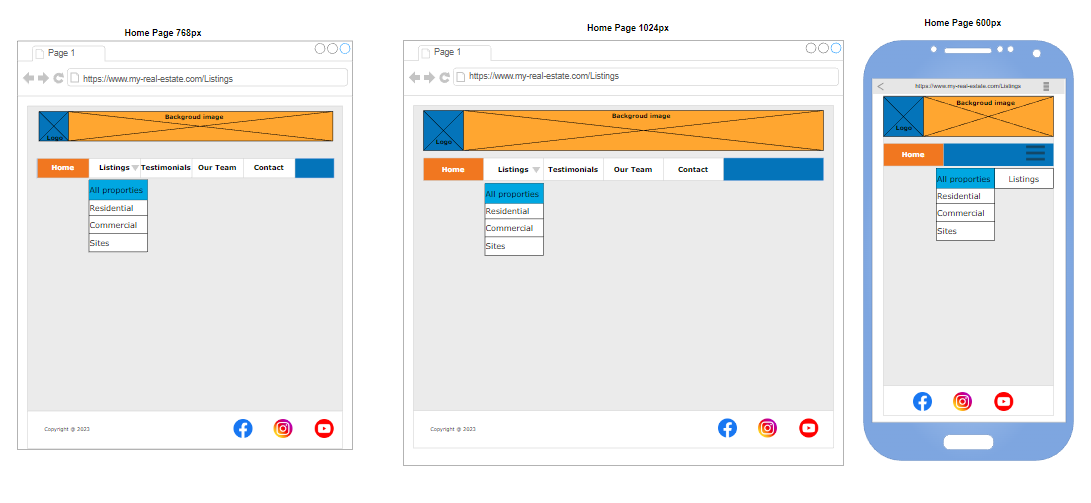 Home Page 768px
Page 1
https://www.my-real-estate.com/Listings
Backgroud image
Logo
Home Listings Testimonials Our Team Contact
All proporties
Residential
Commercial
Sites
Copyright @ 2023
Home Page 1024px
Page 1
https://www.my-real-estate.com/Listings
Backgroud image
Logo
Home Listings Testimonials Our Team Contact
All proporties
Residential
Commercial
Sites
Copyright @ 2023
Home Page 600px
https://www.my-real-estate.com/Listings
Backgroud image
Logo
Home
All proporties Listings
Residential
Commercial
Sites